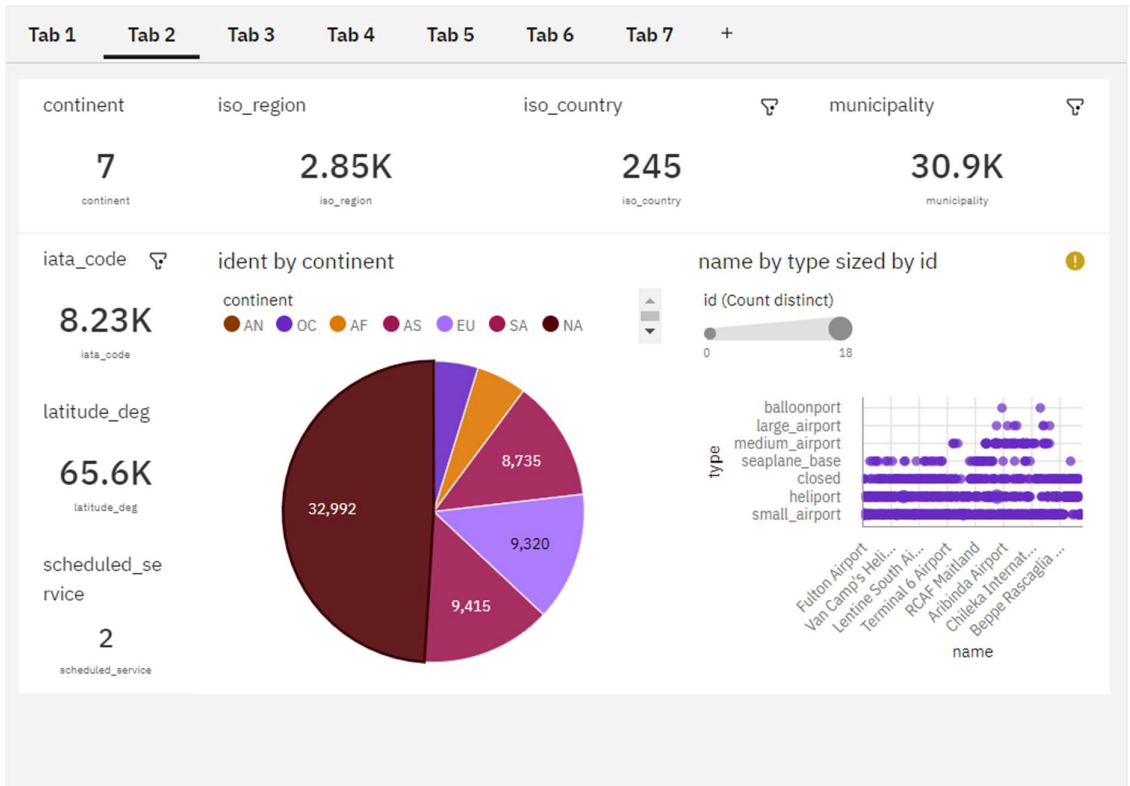 Tab 1 Tab 2 Tab 3 Tab 4 Tab 5 Tab 6 Tab 7 +
continent
7
continent
iso_region
2.85K
iso_region
iso_country
245
iso_country
municipality
30.9K
municipality
iata_code
8.23K
iata_code
latitude_deg
65.6K
latitude_deg
scheduled_se
rvice
2
scheduled_service
ident by continent
continent
AN OC AF AS EU SA NA
8,735
32,992
9,320
9,415
name by type sized by id
!
id (Count distinct)
0 18
type
balloonport
large_airport
medium_airport
seaplane_base
closed
heliport
small_airport
Fulton Airport
Van Camp's Heli...
Lentine South Ai...
Terminal 6 Airport
RCAF Maitland
Aribinda Airport
Chileka Internat...
Beppe Rascaglia ...
name